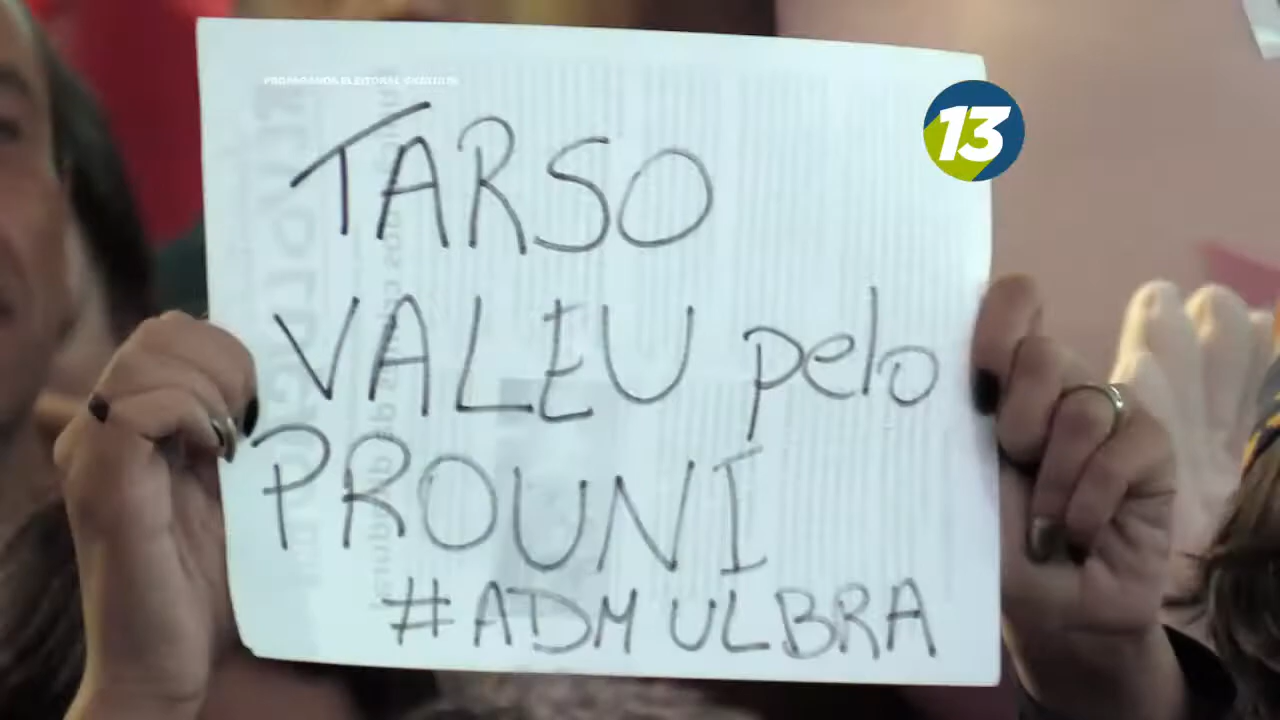 PROPAGANDA ELEITORAL GRATUITA
13
TARSO
VALEU pelo
PROUNI
#ADM ULBRA